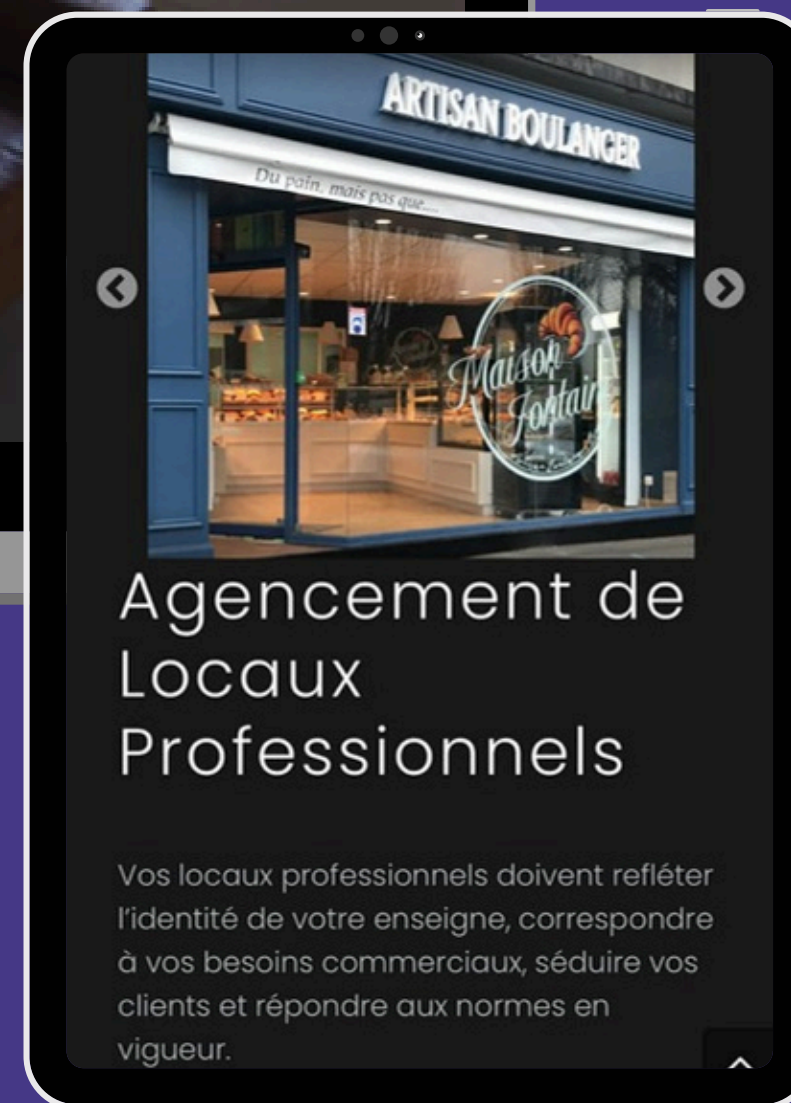 ARTISAN BOULANGER
Du pain, mais pas que....
Maison
Fontaine
Agencement de
Locaux
Professionnels
Vos locaux professionnels doivent refléter
l'identité de votre enseigne, correspondre
à vos besoins commerciaux, séduire vos
clients et répondre aux normes en
vigueur.